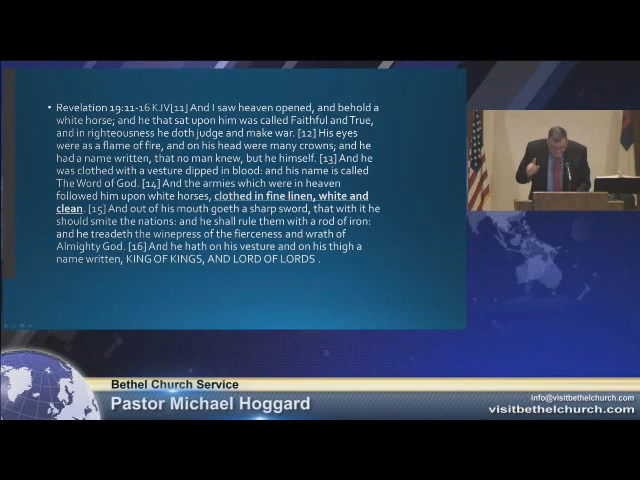 • Revelation 19:11-16 KJV[11] And I saw heaven opened, and behold a
white horse; and he that sat upon him was called Faithful and True,
and in righteousness he doth judge and make war. [12] His eyes
were as a flame of fire, and on his head were many crowns; and he
had a name written, that no man knew, but he himself. [13] And he
was clothed with a vesture dipped in blood: and his name is called
The Word of God. [14] And the armies which were in heaven
followed him upon white horses, clothed in fine linen, white and
clean. [15] And out of his mouth goeth a sharp sword, that with it he
should smite the nations: and he shall rule them with a rod of iron:
and he treadeth the winepress of the fierceness and wrath of
Almighty God. [16] And he hath on his vesture and on his thigh a
name written, KING OF KINGS, AND LORD OF LORDS .
Bethel Church Service
Pastor Michael Hoggard
info@visitbethelchurch.com
visitbethelchurch.com